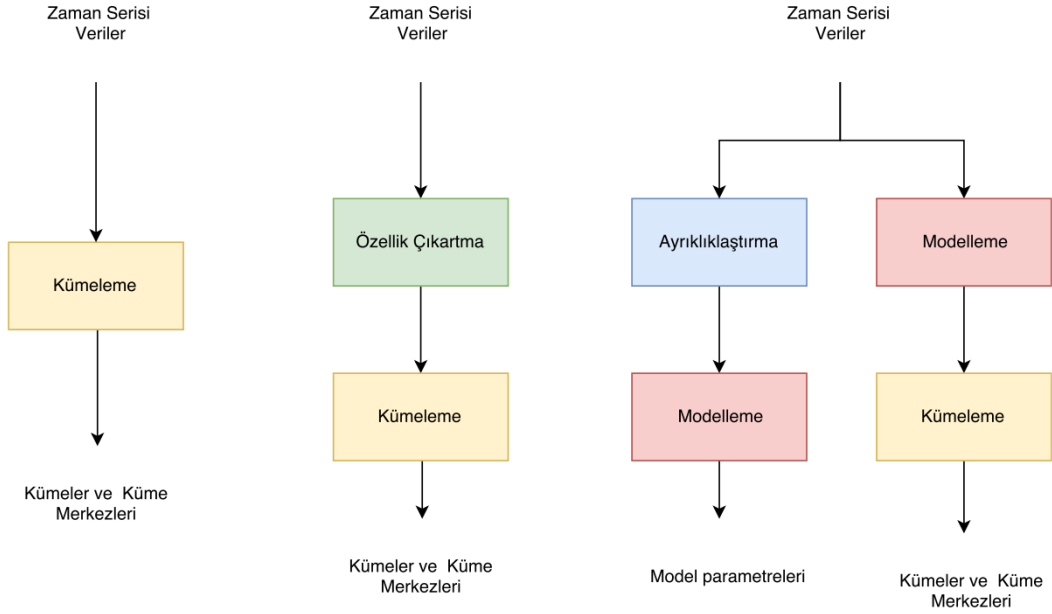 Zaman Serisi
Veriler
Kümeleme
Kümeler ve Küme
Merkezleri
Zaman Serisi
Veriler
Özellik Çıkartma
Kümeleme
Kümeler ve Küme
Merkezleri
Zaman Serisi
Veriler
Ayrıklıklaştırma
Modelleme
Modelleme
Kümeleme
Model parametreleri
Kümeler ve Küme
Merkezleri